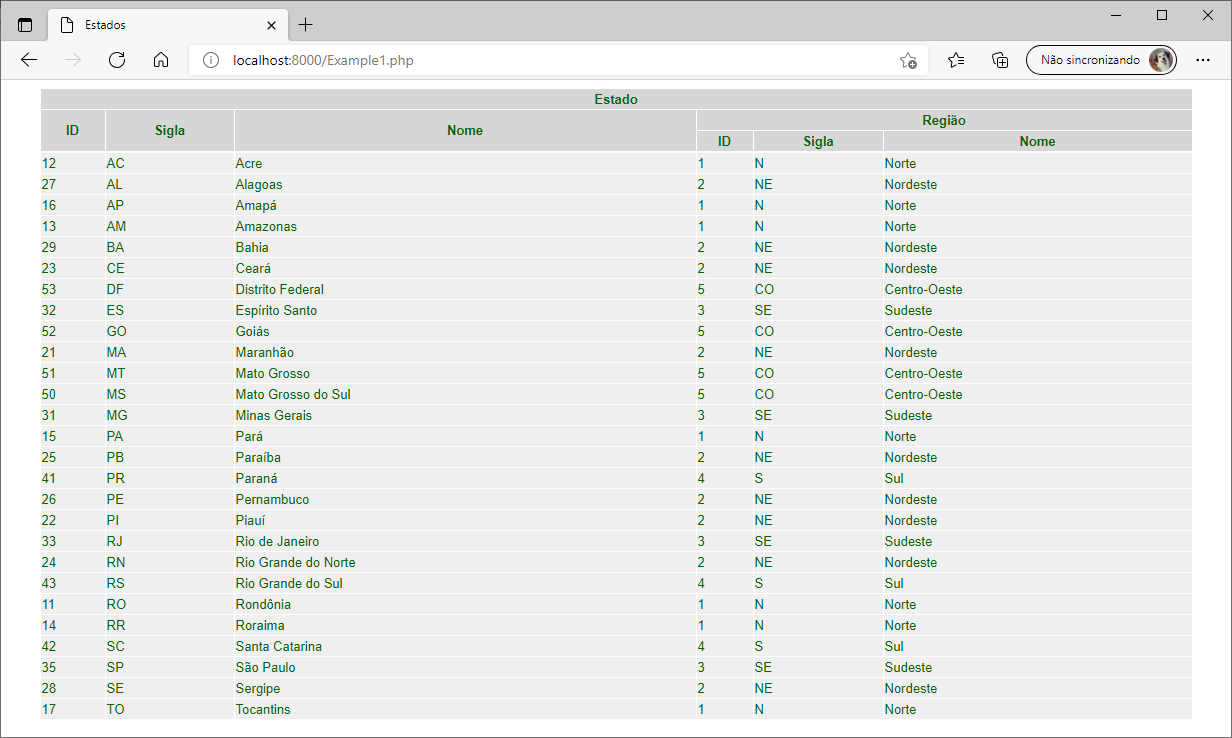 Estados
localhost:8000/Example1.php
Não sincronizando
Estado
ID Sigla Nome Região
ID Sigla Nome
12 AC Acre 1 N Norte
27 AL Alagoas 2 NE Nordeste
16 AP Amapá 1 N Norte
13 AM Amazonas 1 N Norte
29 BA Bahia 2 NE Nordeste
23 CE Ceará 2 NE Nordeste
53 DF Distrito Federal 5 CO Centro-Oeste
32 ES Espírito Santo 3 SE Sudeste
52 GO Goiás 5 CO Centro-Oeste
21 MA Maranhão 2 NE Nordeste
51 MT Mato Grosso 5 CO Centro-Oeste
50 MS Mato Grosso do Sul 5 CO Centro-Oeste
31 MG Minas Gerais 3 SE Sudeste
15 PA Pará 1 N Norte
25 PB Paraíba 2 NE Nordeste
41 PR Paraná 4 S Sul
26 PE Pernambuco 2 NE Nordeste
22 PI Piauí 2 NE Nordeste
33 RJ Rio de Janeiro 3 SE Sudeste
24 RN Rio Grande do Norte 2 NE Nordeste
43 RS Rio Grande do Sul 4 S Sul
11 RO Rondônia 1 N Norte
14 RR Roraima 1 N Norte
42 SC Santa Catarina 4 S Sul
35 SP São Paulo 3 SE Sudeste
28 SE Sergipe 2 NE Nordeste
17 TO Tocantins 1 N Norte